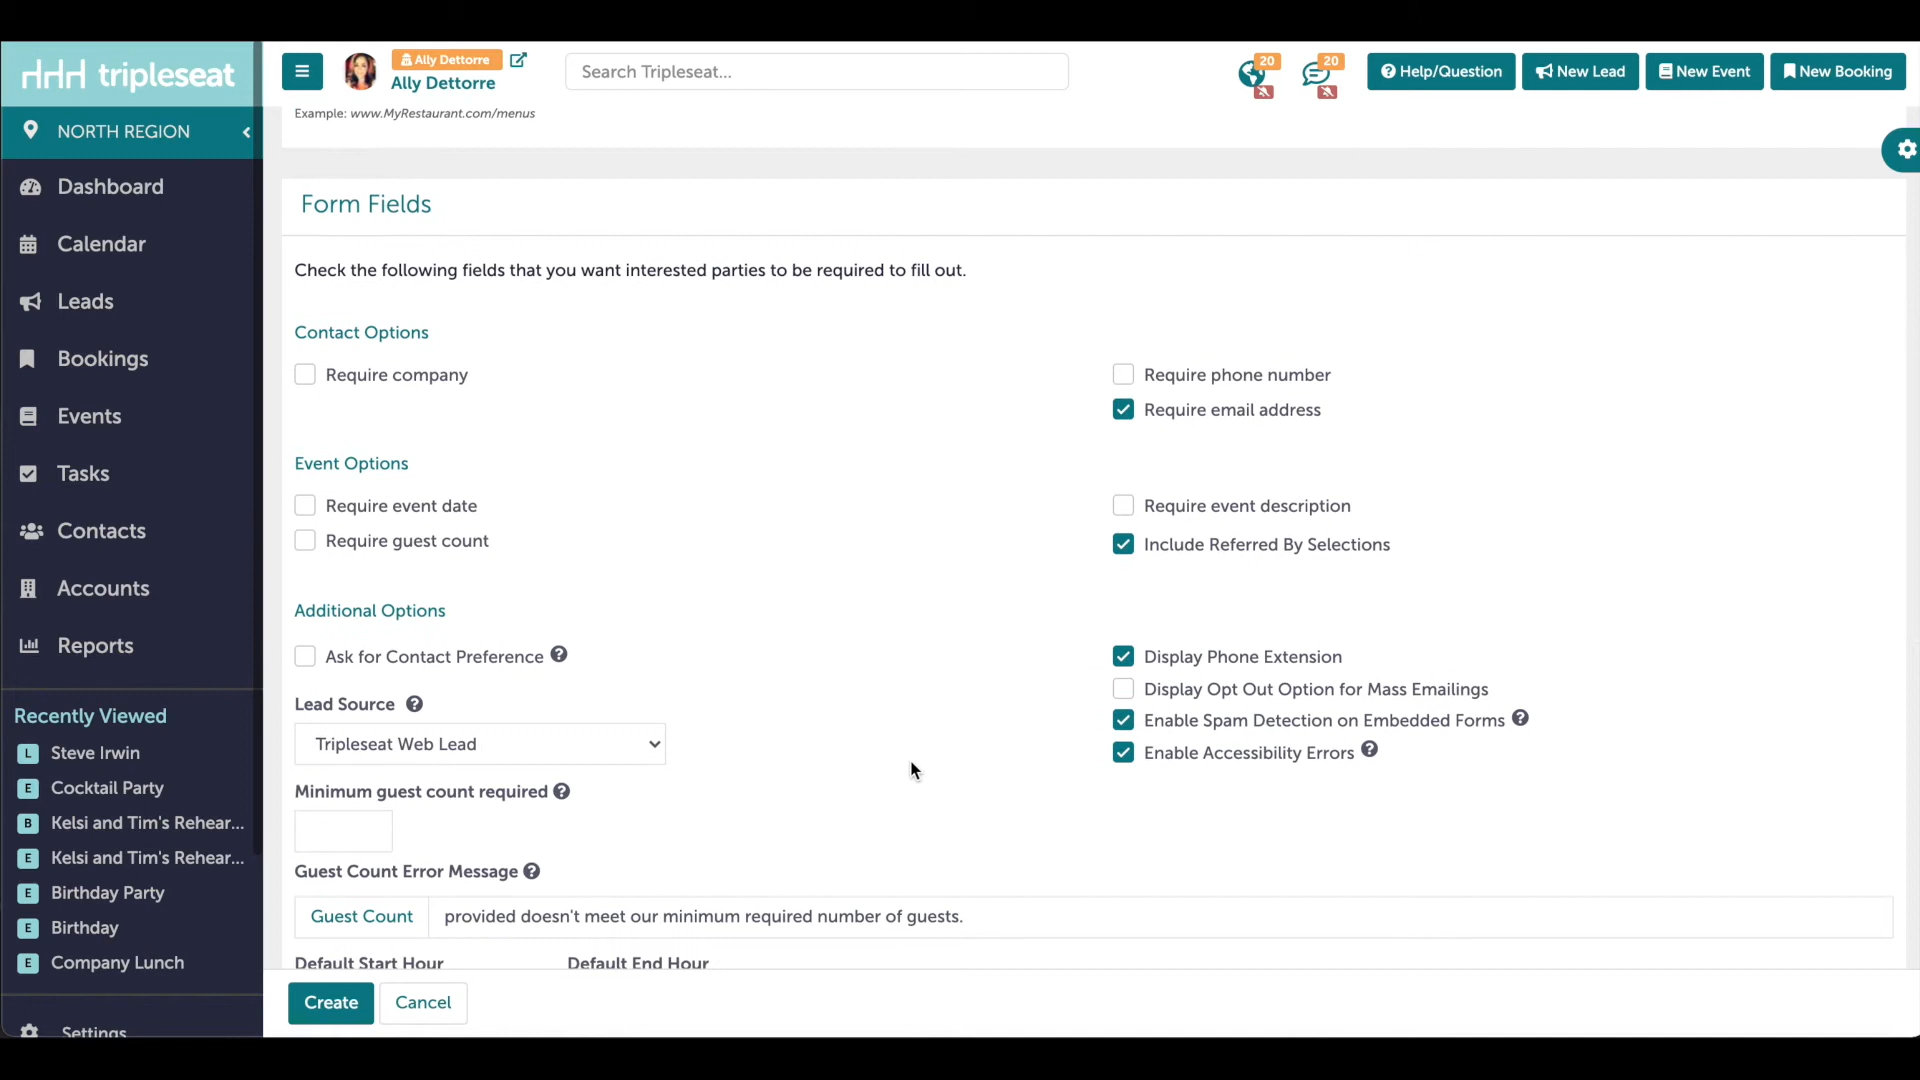 tripleseat
Ally Dettorre
Ally Dettorre
Search Tripleseat...
20
20
Help/Question
New Lead
New Event
New Booking
Example: www.MyRestaurant.com/menus
NORTH REGION
Dashboard
Calendar
Leads
Bookings
Events
Tasks
Contacts
Accounts
Reports
Recently Viewed
L Steve Irwin
E Cocktail Party
B Kelsi and Tim's Rehear...
E Kelsi and Tim's Rehear...
E Birthday Party
E Birthday
E Company Lunch
Settings
Form Fields
Check the following fields that you want interested parties to be required to fill out.
Contact Options
Require company
Require phone number
Require email address
Event Options
Require event date
Require event description
Require guest count
Include Referred By Selections
Additional Options
Ask for Contact Preference
Display Phone Extension
Display Opt Out Option for Mass Emailings
Lead Source
Enable Spam Detection on Embedded Forms
Tripleseat Web Lead
Enable Accessibility Errors
Minimum guest count required
Guest Count Error Message
Guest Count provided doesn't meet our minimum required number of guests.
Default Start Hour Default End Hour
Create Cancel